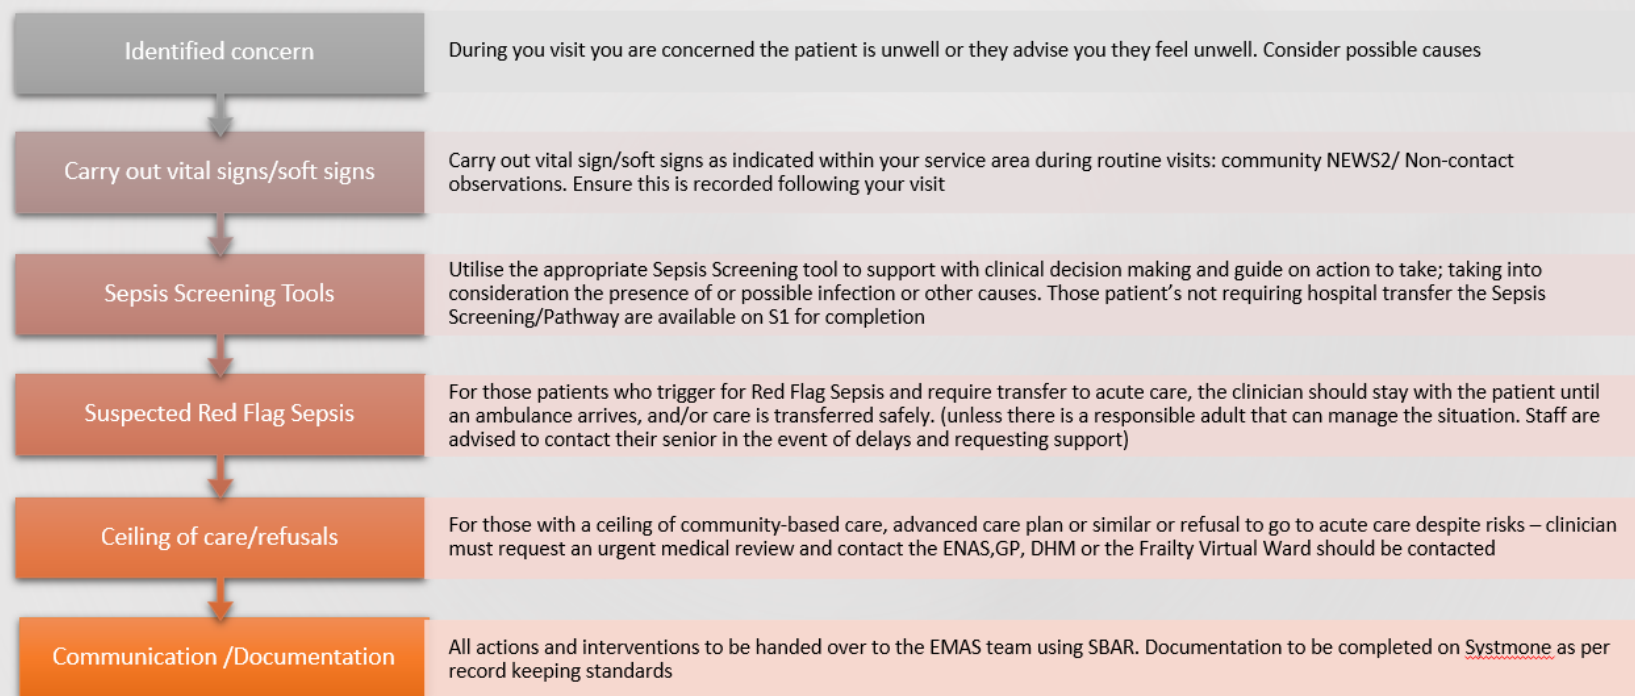 Identified concern
During you visit you are concerned the patient is unwell or they advise you they feel unwell. Consider possible causes
Carry out vital signs/soft signs
Carry out vital sign/soft signs as indicated within your service area during routine visits: community NEWS2/ Non-contact
observations. Ensure this is recorded following your visit
Sepsis Screening Tools
Utilise the appropriate Sepsis Screening tool to support with clinical decision making and guide on action to take; taking into
consideration the presence of or possible infection or other causes. Those patient's not requiring hospital transfer the Sepsis
Screening/Pathway are available on S1 for completion
Suspected Red Flag Sepsis
For those patients who trigger for Red Flag Sepsis and require transfer to acute care, the clinician should stay with the patient until
an ambulance arrives, and/or care is transferred safely. (unless there is a responsible adult that can manage the situation. Staff are
advised to contact their senior in the event of delays and requesting support)
Ceiling of care/refusals
For those with a ceiling of community-based care, advanced care plan or similar or refusal to go to acute care despite risks – clinician
must request an urgent medical review and contact the ENAS,GP, DHM or the Frailty Virtual Ward should be contacted
Communication /Documentation
All actions and interventions to be handed over to the EMAS team using SBAR. Documentation to be completed on Systmone as per
record keeping standards